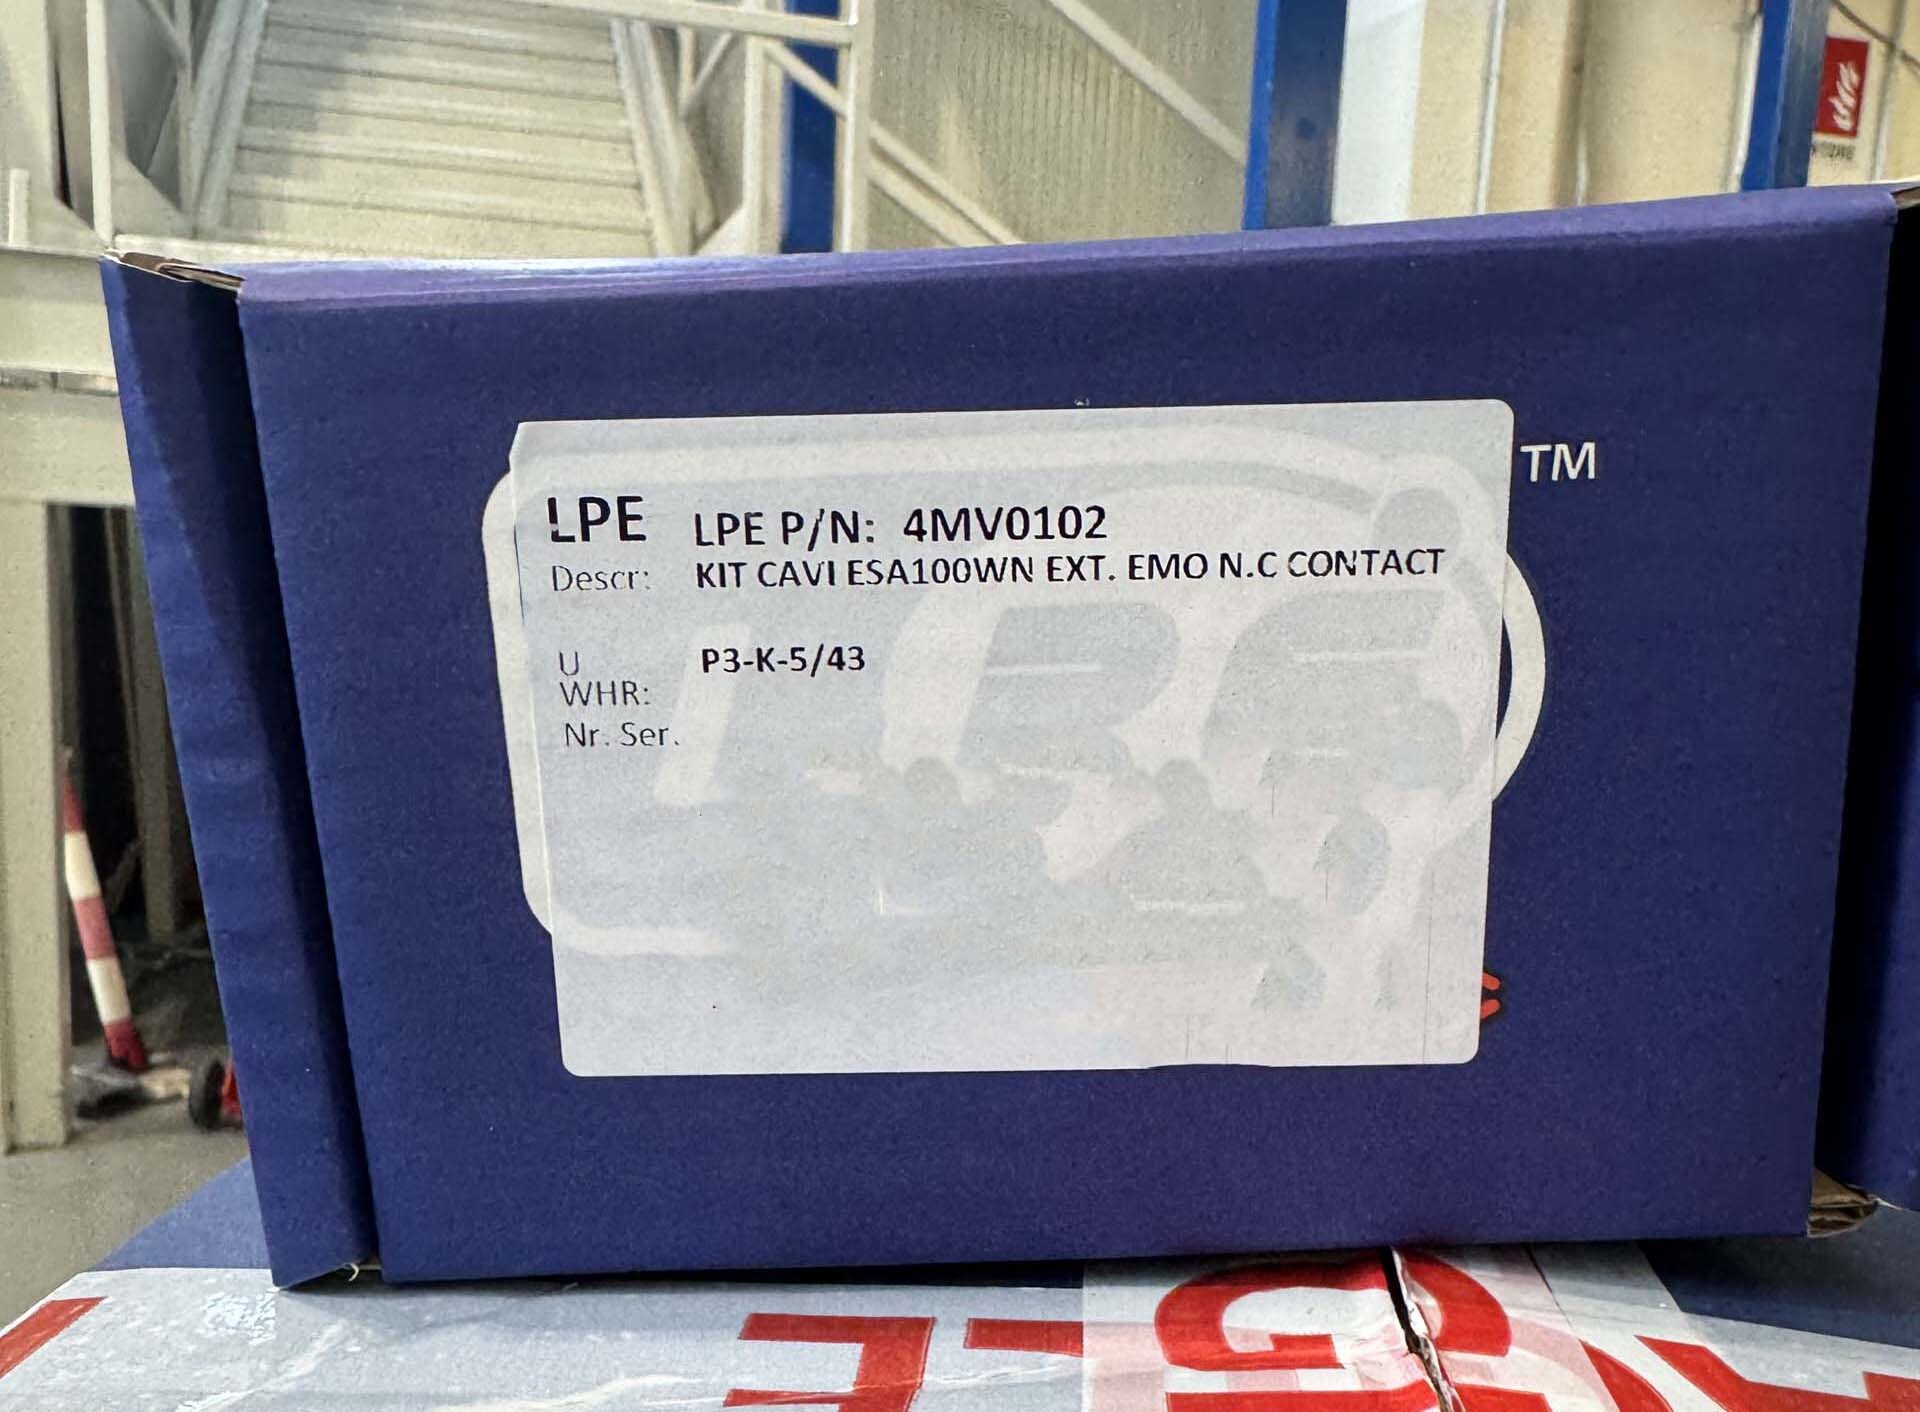 TM
LPE LPE P/N: 4MV0102
Descr: KIT CAVI ESA100WN EXT. EMO N.C CONTACT
U P3-K-5/43
WHR:
Nr. Ser.